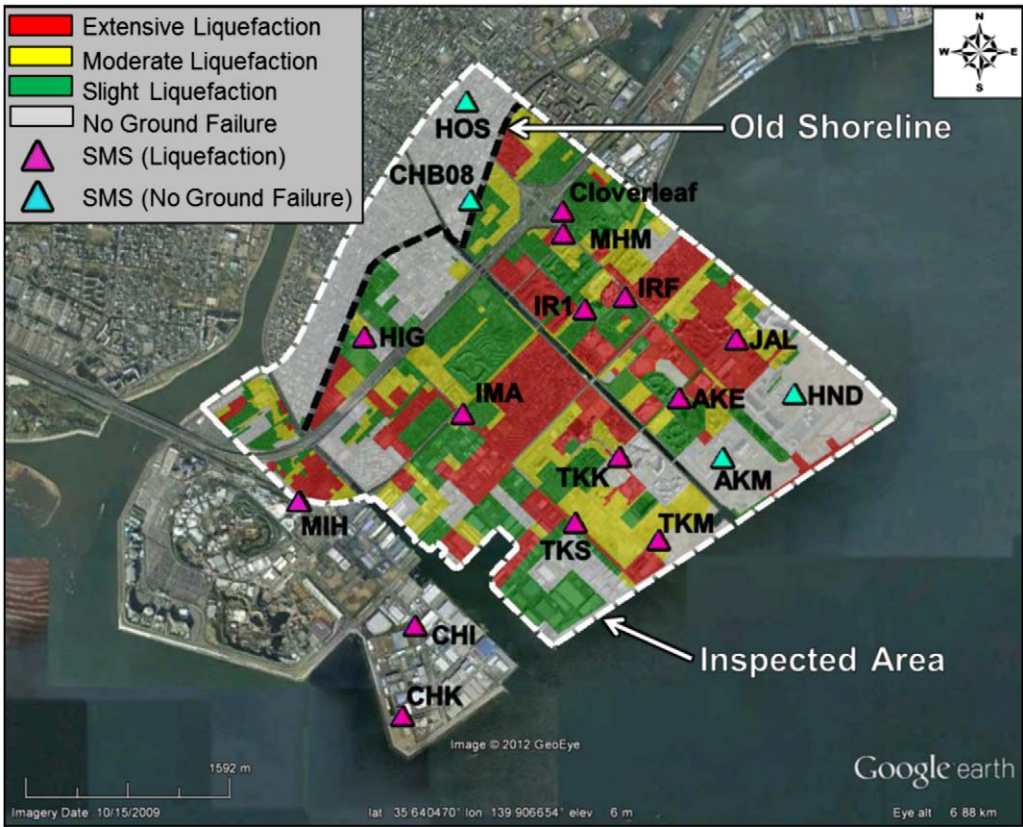 Extensive Liquefaction
Moderate Liquefaction
Slight Liquefaction
No Ground Failure
SMS (Liquefaction)
SMS (No Ground Failure)
N
W E
S
HOS
Old Shoreline
CHB08
Cloverleaf
MHM
IR1
IRF
HIG
JAL
IMA
AKE
HND
TKK
AKM
MIH
TKS
TKM
CHI
Inspected Area
CHK
Image © 2012 GeoEye
Google earth
1592 m
Imagery Date: 10/15/2009
lat 35.640470° lon 139.906654° elev 6 m
Eye alt 6.88 km